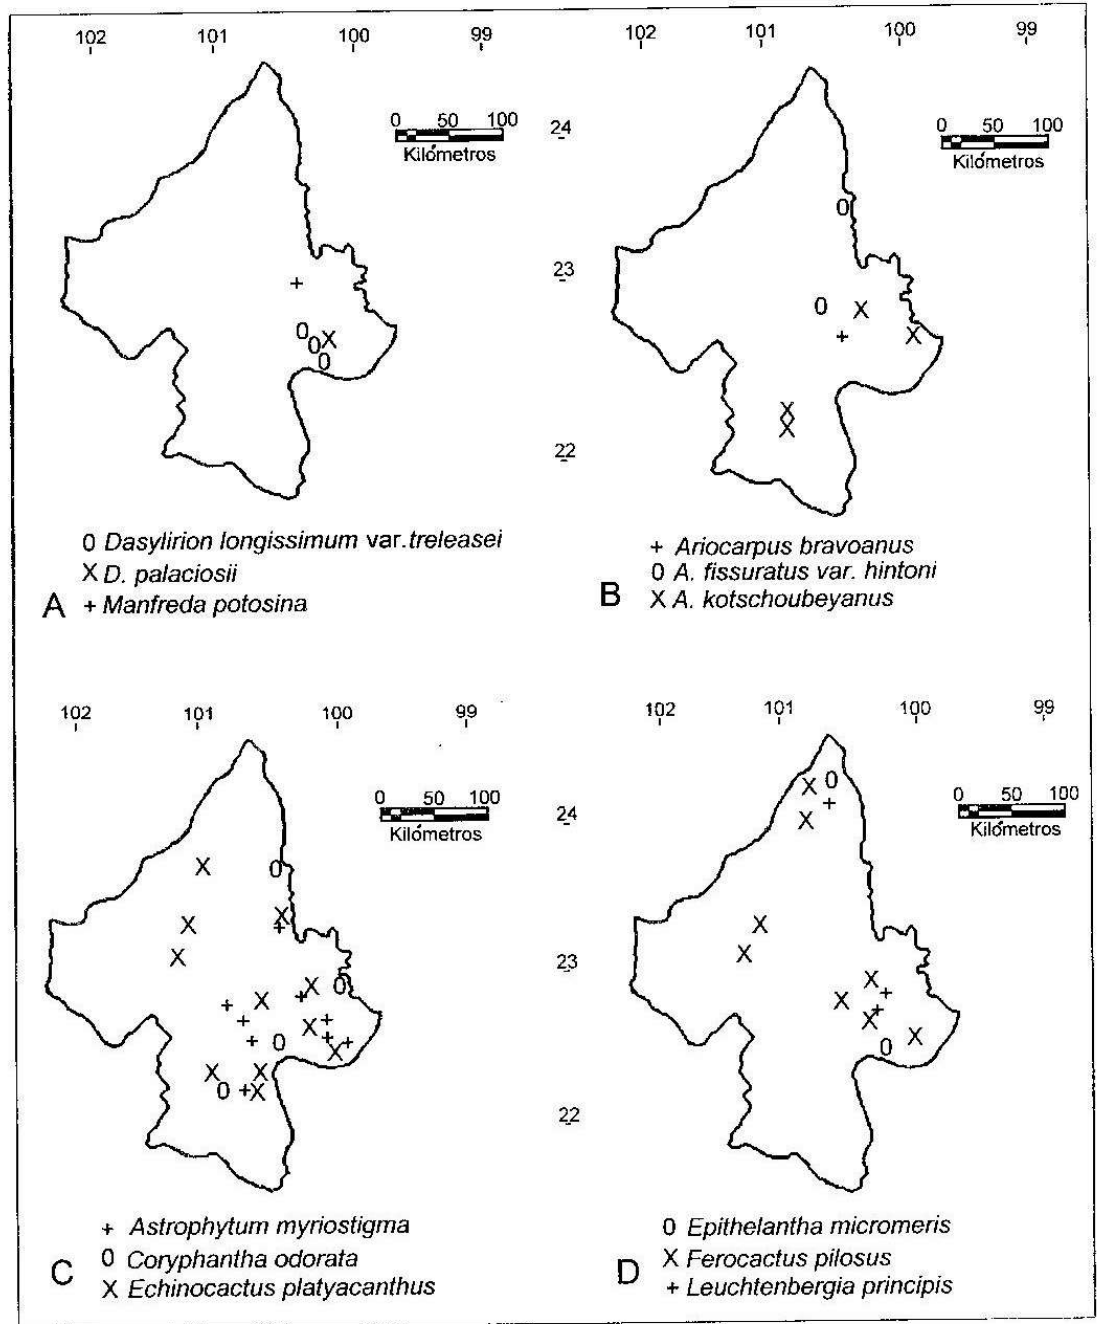 102 101 100 99
0 50 100
Kilómetros
0 Dasylirion longissimum var.treleasei
X D. palaciosii
A + Manfreda potosina
24
23
22
102 101 100 99
0 50 100
Kilómetros
+ Ariocarpus bravoanus
0 A. fissuratus var. hintoni
B X A. kotschoubeyanus
102 101 100 99
0 50 100
Kilómetros
+ Astrophytum myriostigma
0 Coryphantha odorata
C X Echinocactus platyacanthus
24
23
22
102 101 100 99
0 50 100
Kilómetros
0 Epithelantha micromeris
D X Ferocactus pilosus
+ Leuchtenbergia principis